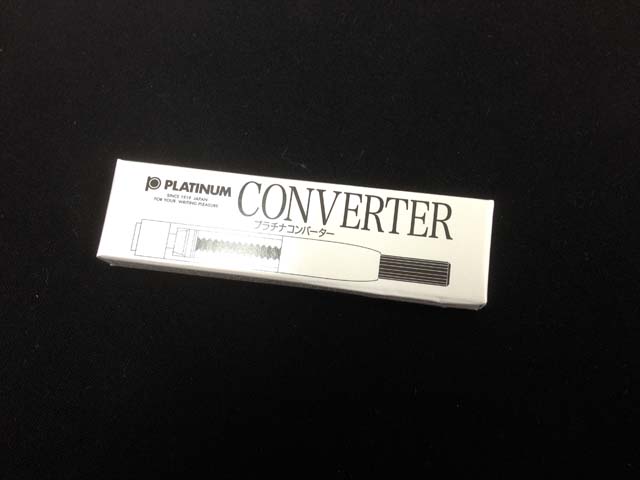 PLATINUM
SINCE 1919 JAPAN
FOR YOUR WRITING PLEASURE
CONVERTER
プラチナコンバーター